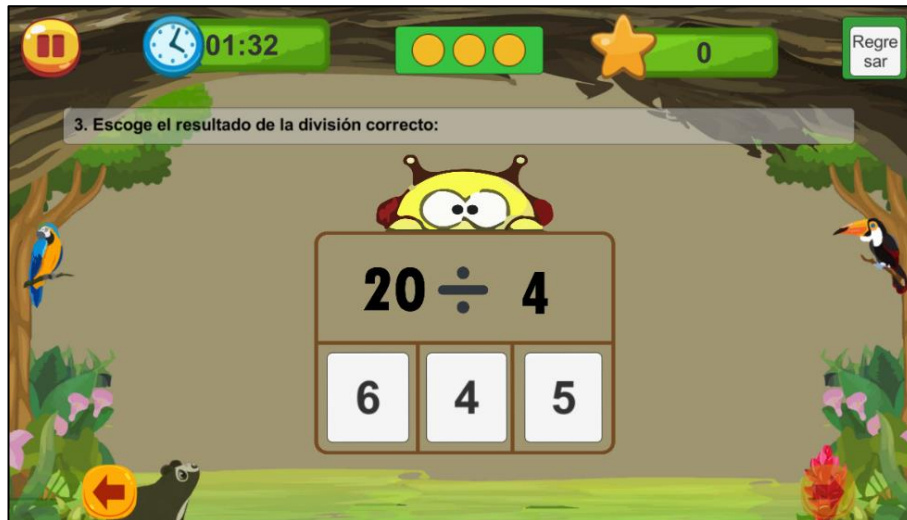 01:32
0
Regre
sar
3. Escoge el resultado de la división correcto:
20 ÷ 4
6 4 5